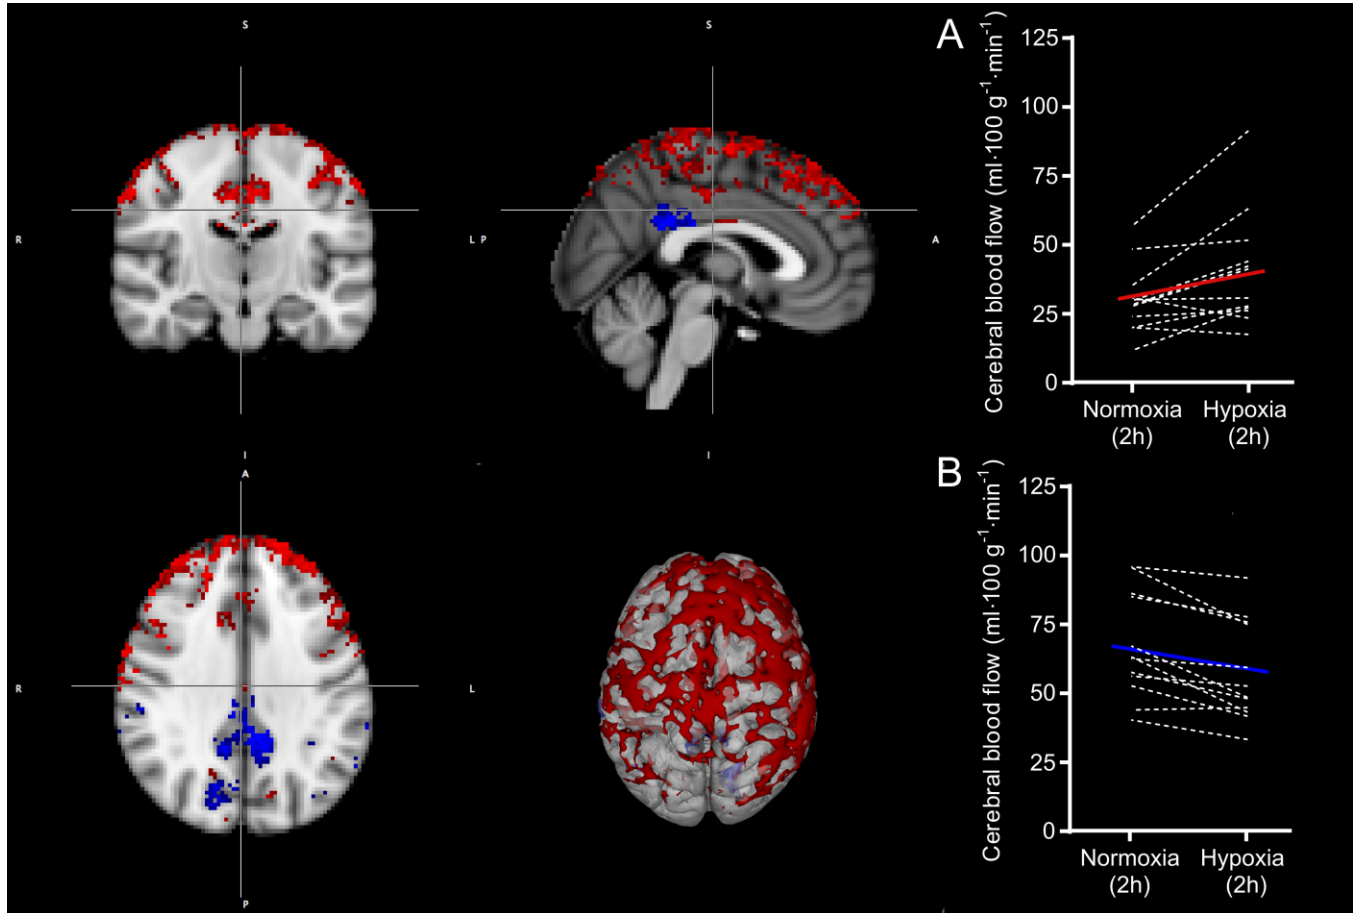 S
R
L
I
S
P
A
I
A
R
L
P
A
Cerebral blood flow (ml·100 g⁻¹·min⁻¹)
125
100
75
50
25
0
Normoxia
(2h)
Hypoxia
(2h)
B
Cerebral blood flow (ml·100 g⁻¹·min⁻¹)
125
100
75
50
25
0
Normoxia
(2h)
Hypoxia
(2h)